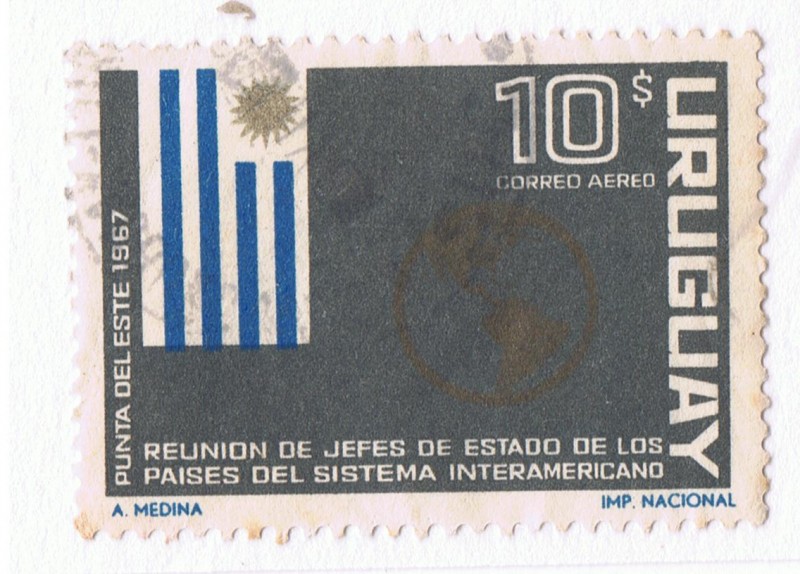 10$
CORREO AEREO
URUGUAY
PUNTA DEL ESTE 1967
REUNION DE JEFES DE ESTADO DE LOS
PAISES DEL SISTEMA INTERAMERICANO
A. MEDINA
IMP. NACIONAL